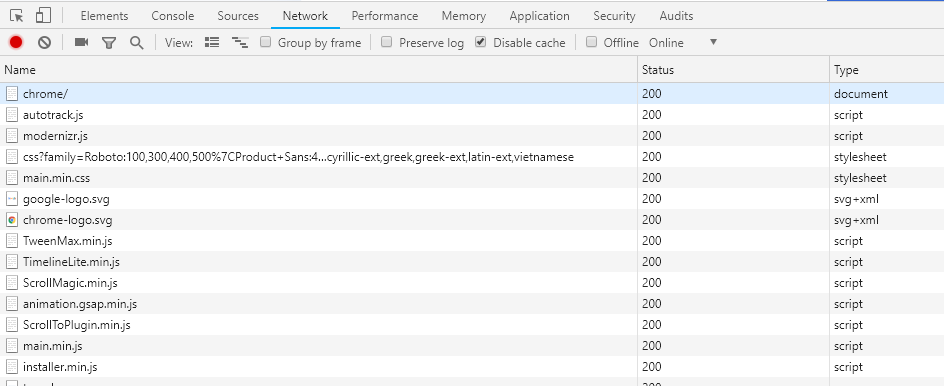 Elements Console Sources Network Performance Memory Application Security Audits
View: Group by frame Preserve log Disable cache Offline Online
Name Status Type
chrome/ 200 document
autotrack.js 200 script
modernizr.js 200 script
css?family=Roboto:100,300,400,500%7CProduct+Sans:4...cyrillic-ext,greek,greek-ext,latin-ext,vietnamese 200 stylesheet
main.min.css 200 stylesheet
google-logo.svg 200 svg+xml
chrome-logo.svg 200 svg+xml
TweenMax.min.js 200 script
TimelineLite.min.js 200 script
ScrollMagic.min.js 200 script
animation.gsap.min.js 200 script
ScrollToPlugin.min.js 200 script
main.min.js 200 script
installer.min.js 200 script